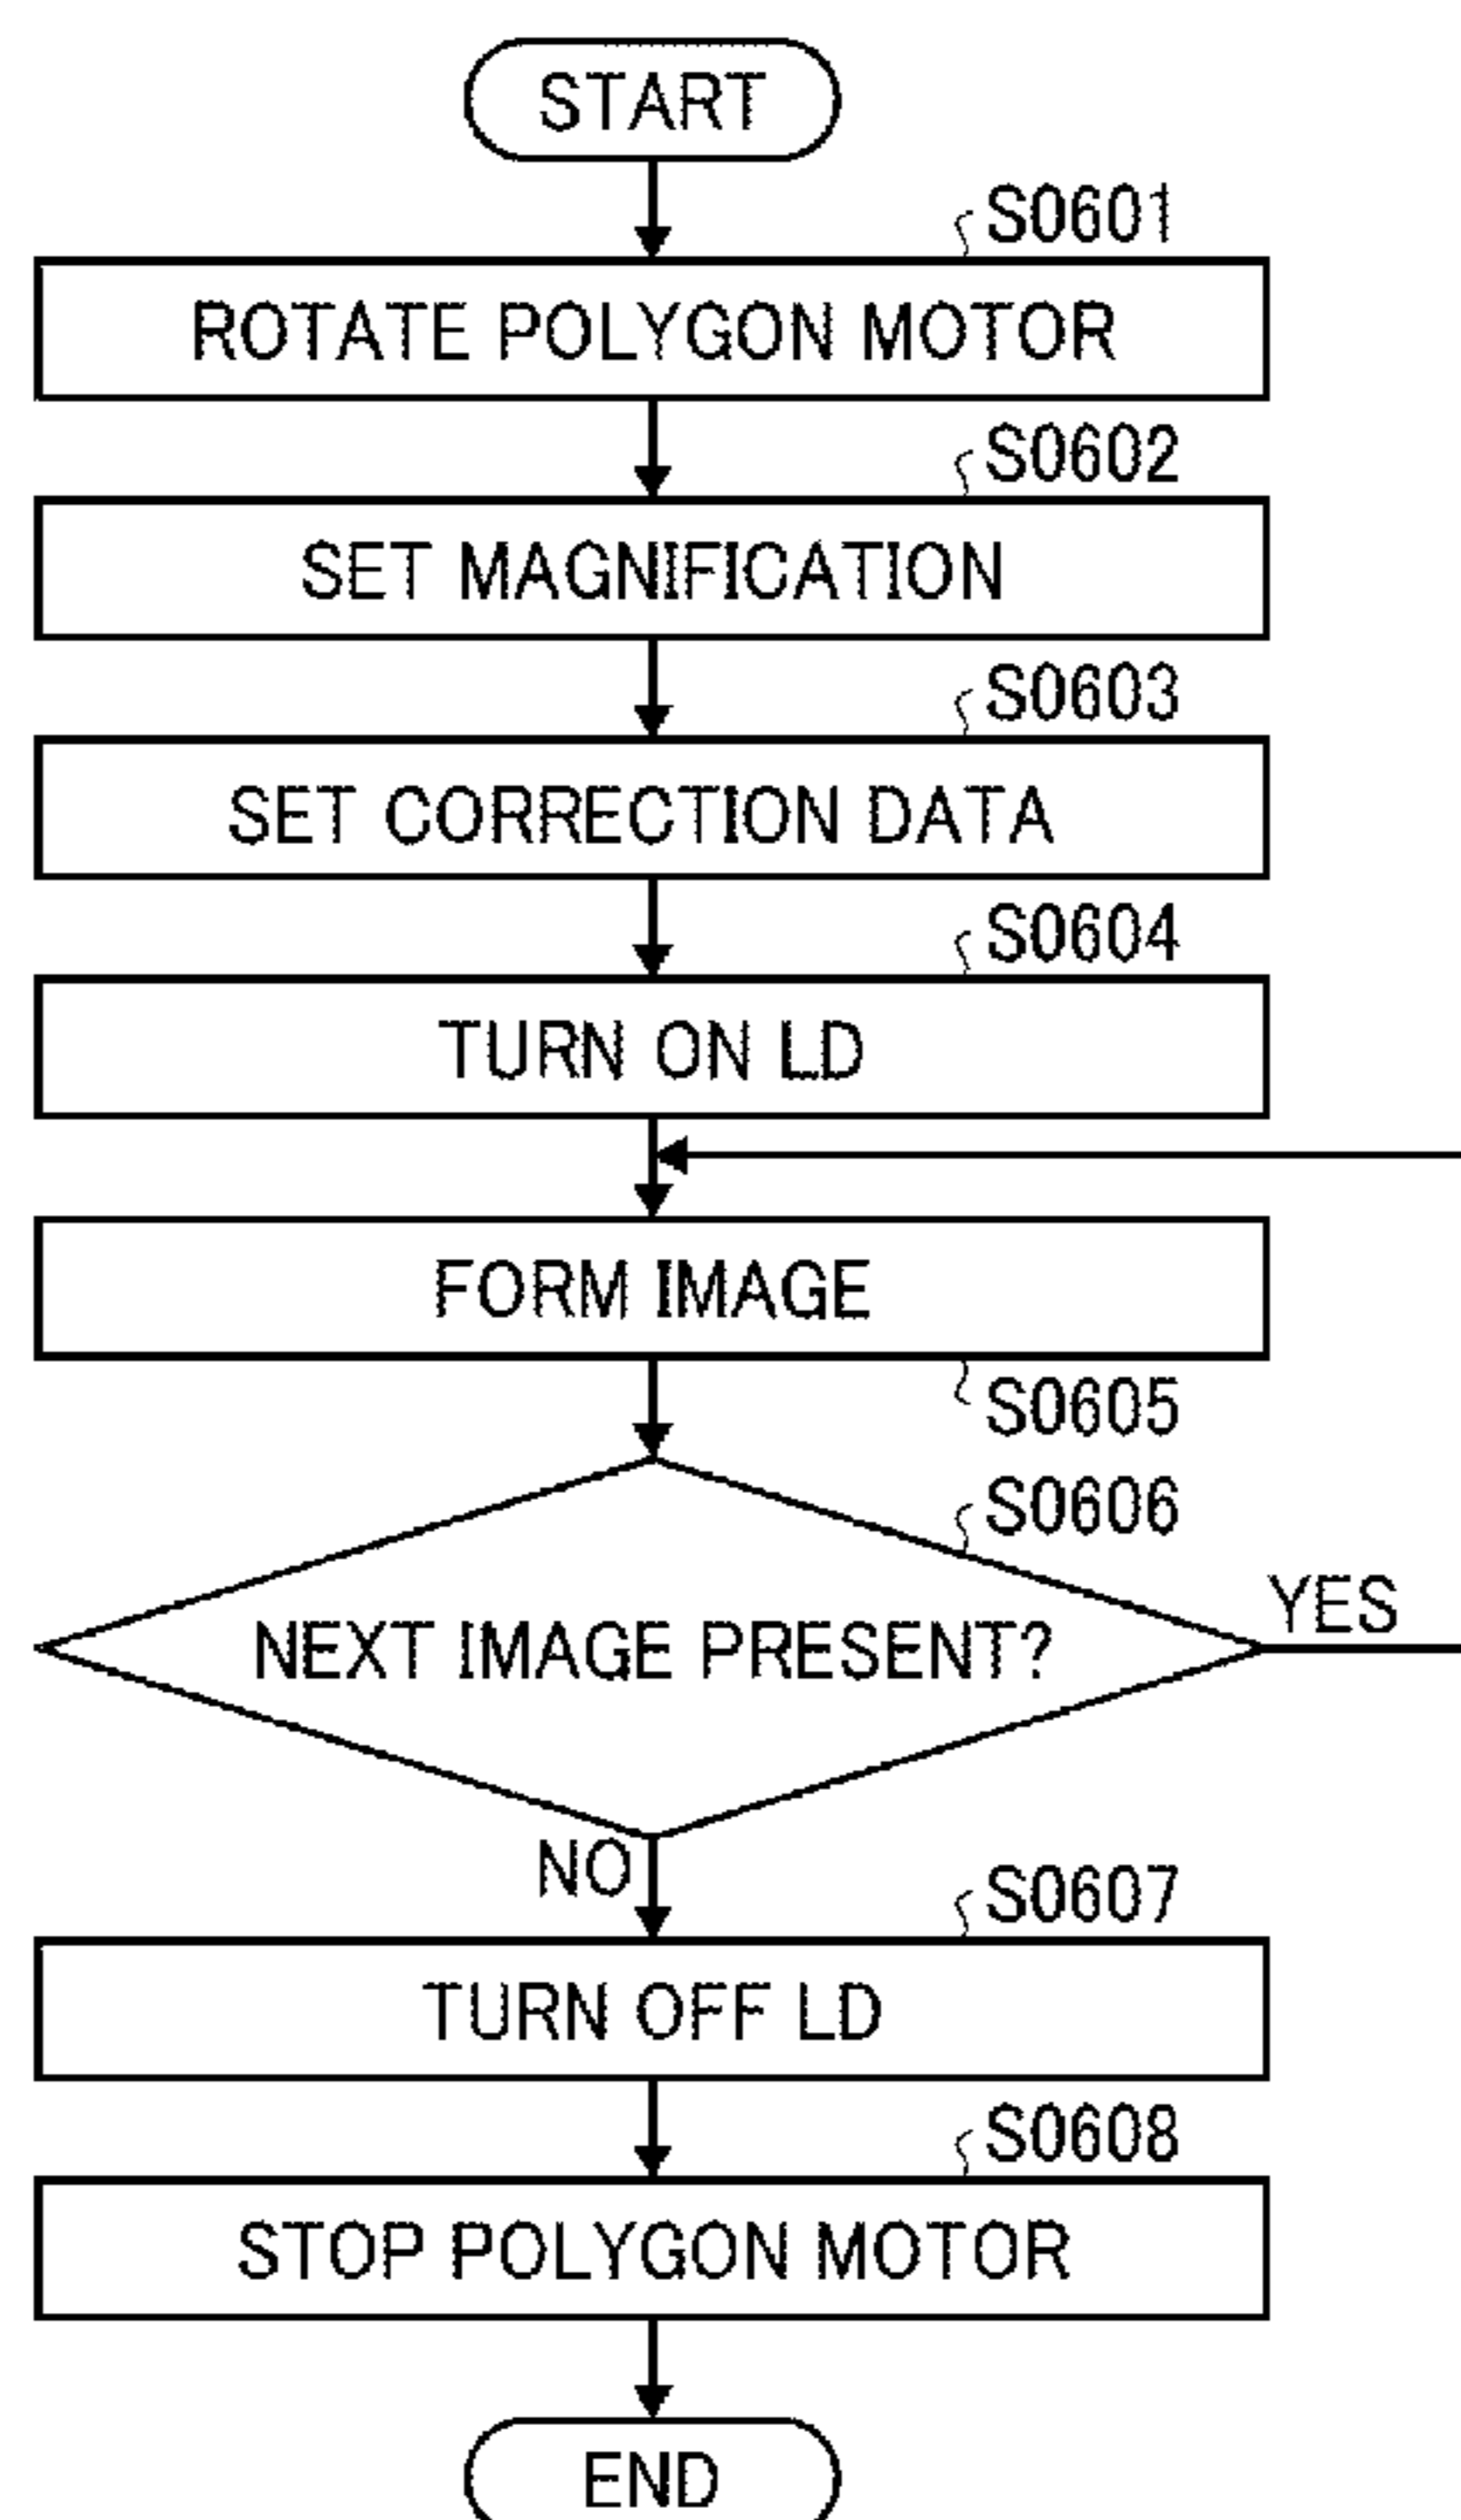 START
S0601
ROTATE POLYGON MOTOR
S0602
SET MAGNIFICATION
S0603
SET CORRECTION DATA
S0604
TURN ON LD
FORM IMAGE
S0605
S0606
YES
NEXT IMAGE PRESENT?
NO
S0607
TURN OFF LD
S0608
STOP POLYGON MOTOR
END